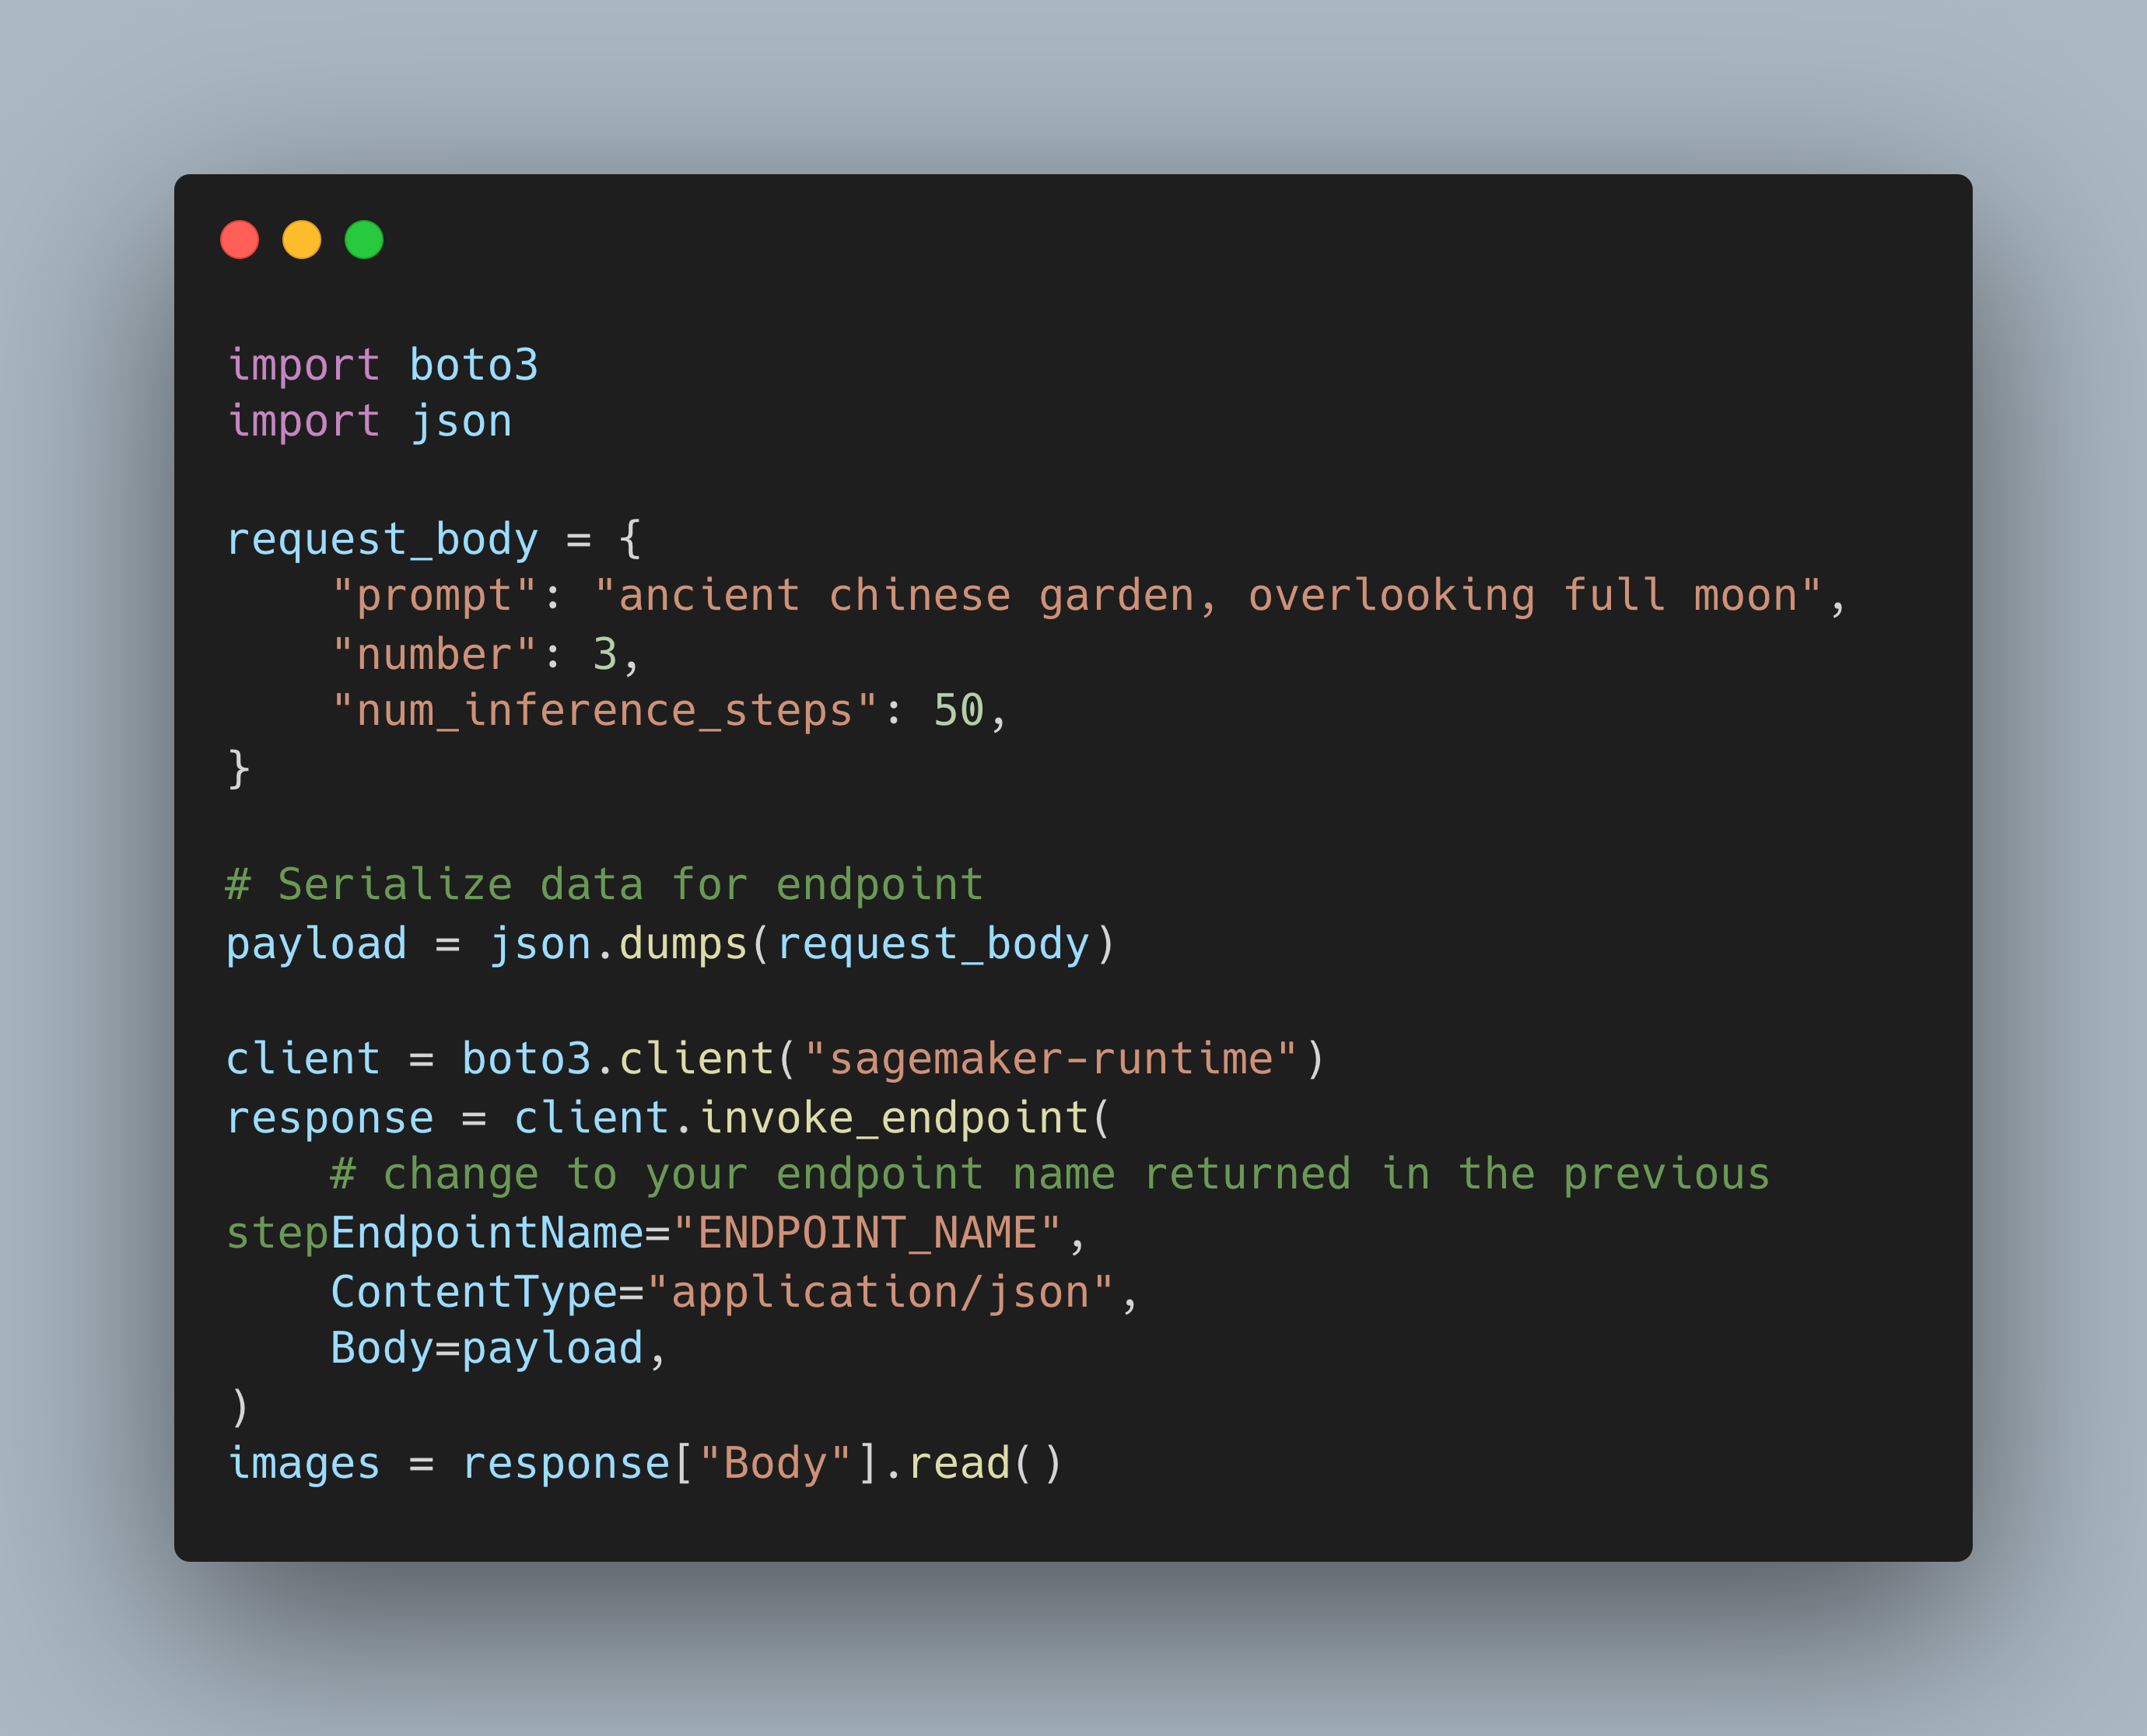 import boto3
import json

request_body = {
    "prompt": "ancient chinese garden, overlooking full moon",
    "number": 3,
    "num_inference_steps": 50,
}

# Serialize data for endpoint
payload = json.dumps(request_body)

client = boto3.client("sagemaker-runtime")
response = client.invoke_endpoint(
    # change to your endpoint name returned in the previous
stepEndpointName="ENDPOINT_NAME",
    ContentType="application/json",
    Body=payload,
)
images = response["Body"].read()